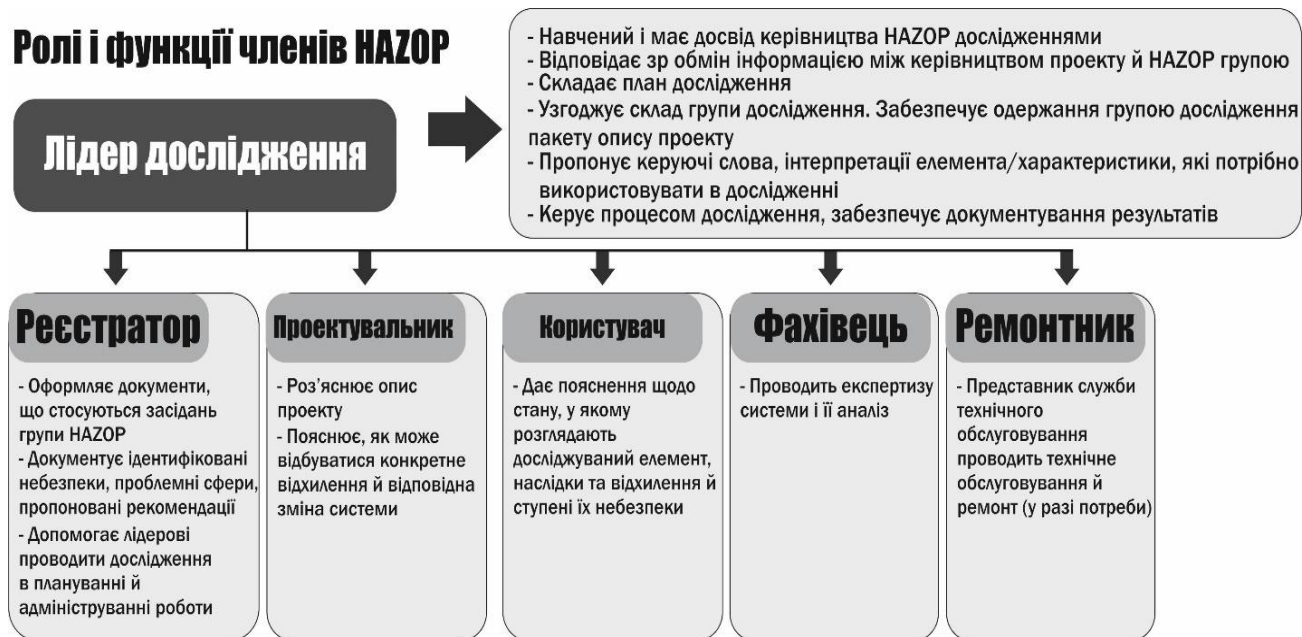 Ролі і функції членів HAZOP
Лідер дослідження
- Навчений і має досвід керівництва HAZOP дослідженнями
- Відповідає зр обмін інформацією між керівництвом проекту й HAZOP групою
- Складає план дослідження
- Узгоджує склад групи дослідження. Забезпечує одержання групою дослідження
пакету опису проекту
- Пропонує керуючі слова, інтерпретації елемента/характеристики, які потрібно
використовувати в дослідженні
- Керує процесом дослідження, забезпечує документування результатів
Реєстратор
- Оформляє документи,
що стосуються засідань
групи HAZOP
- Документує ідентифіковані
небезпеки, проблемні сфери,
пропоновані рекомендації
- Допомогає лідерові
проводити дослідження
в плануванні й
адмініструванні роботи
Проектувальник
- Роз’яснює опис
проекту
- Пояснює, як може
відбуватися конкретне
відхилення й відповідна
зміна системи
Користувач
- Дає пояснення щодо
стану, у якому
розглядають
досліджуваний елемент,
наслідки та відхилення й
ступені їх небезпеки
Фахівець
- Проводить експертизу
системи і її аналіз
Ремонтник
- Представник служби
технічного
обслуговування
проводить технічне
обслуговування й
ремонт (у разі потреби)